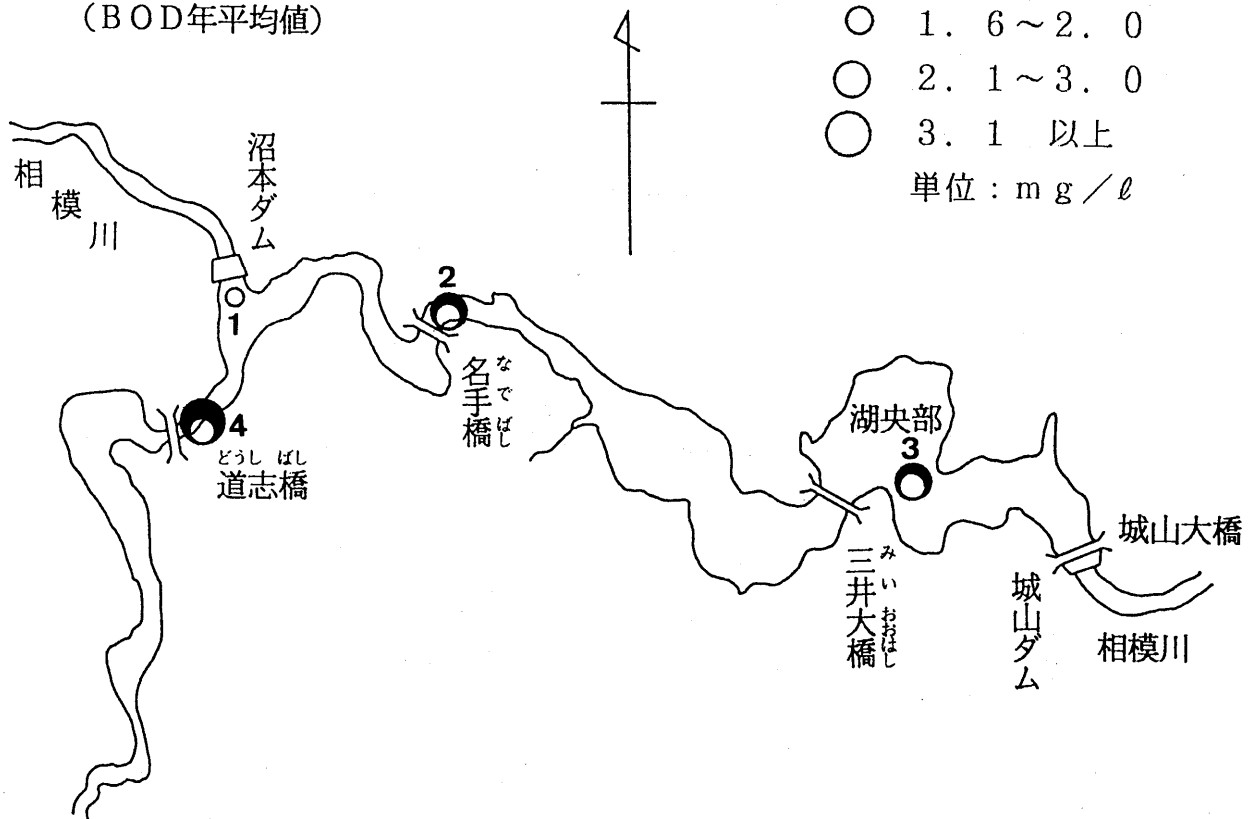 (BOD年平均値)
1.6~2.0
2.1~3.0
3.1 以上
単位:mg/ℓ
相模川
沼本ダム
1
2
名手橋
なでばし
4
どうしばし
道志橋
湖央部
3
三井大橋
みいおおはし
城山大橋
城山ダム
相模川